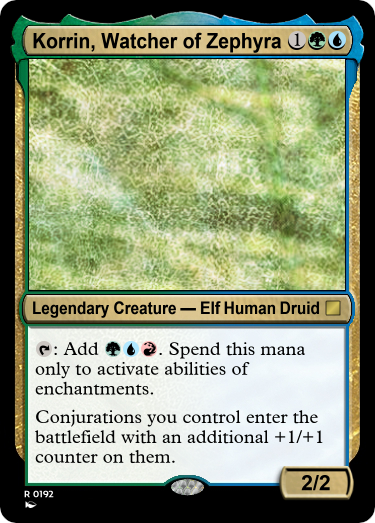 Korrin, Watcher of Zephyra 1
Legendary Creature — Elf Human Druid
: Add . Spend this mana
only to activate abilities of
enchantments.
Conjurations you control enter the
battlefield with an additional +1/+1
counter on them.
2/2
R 0192